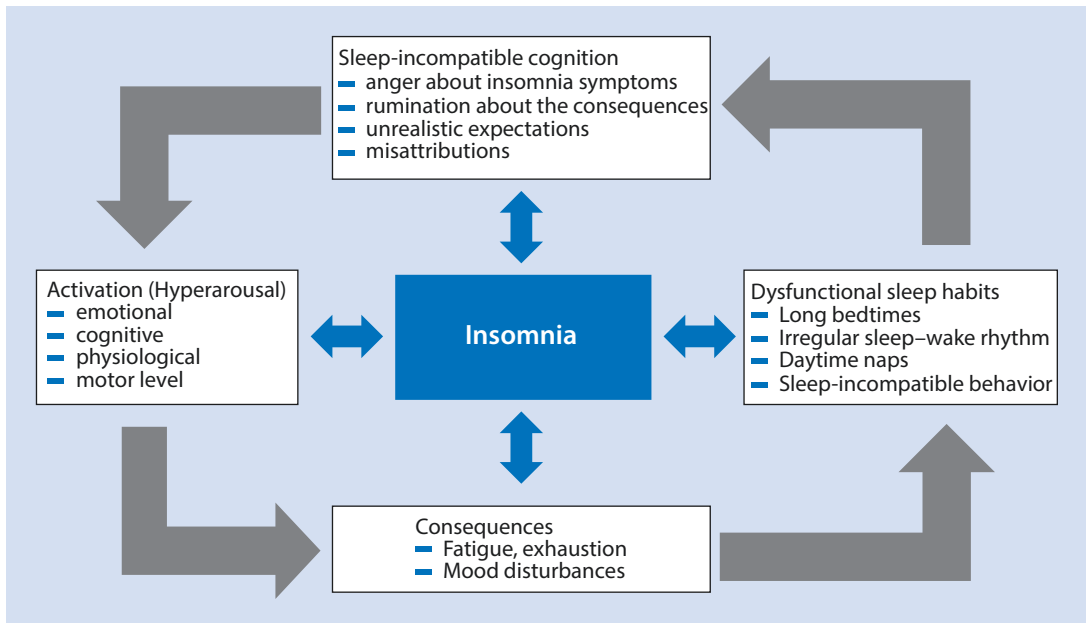 Sleep-incompatible cognition
anger about insomnia symptoms
rumination about the consequences
unrealistic expectations
misattributions
Activation (Hyperarousal)
emotional
cognitive
physiological
motor level
Insomnia
Dysfunctional sleep habits
Long bedtimes
Irregular sleep–wake rhythm
Daytime naps
Sleep-incompatible behavior
Consequences
Fatigue, exhaustion
Mood disturbances